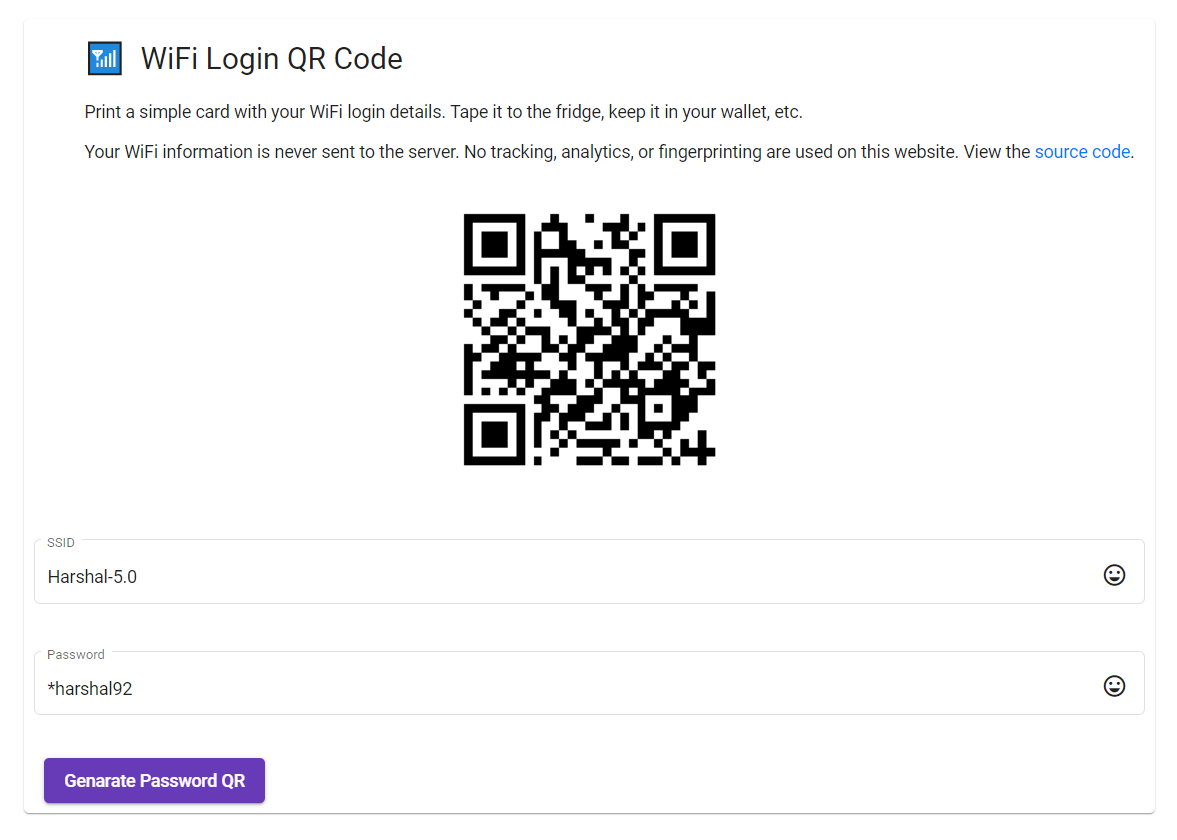 WiFi Login QR Code
Print a simple card with your WiFi login details. Tape it to the fridge, keep it in your wallet, etc.
Your WiFi information is never sent to the server. No tracking, analytics, or fingerprinting are used on this website. View the source code.
SSID
Harshal-5.0
Password
*harshal92
Genarate Password QR